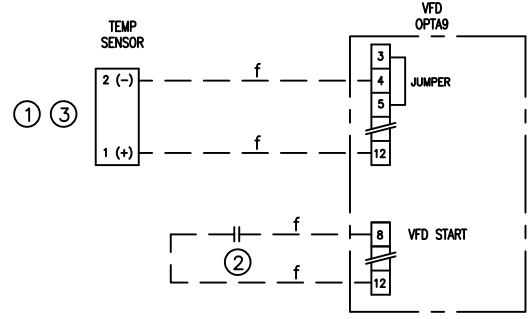 VFD
OPTA9
TEMP
SENSOR
3
2 (-)
f
4
JUMPER
5
1 3
1 (+)
f
12
f
8
VFD START
2
f
12